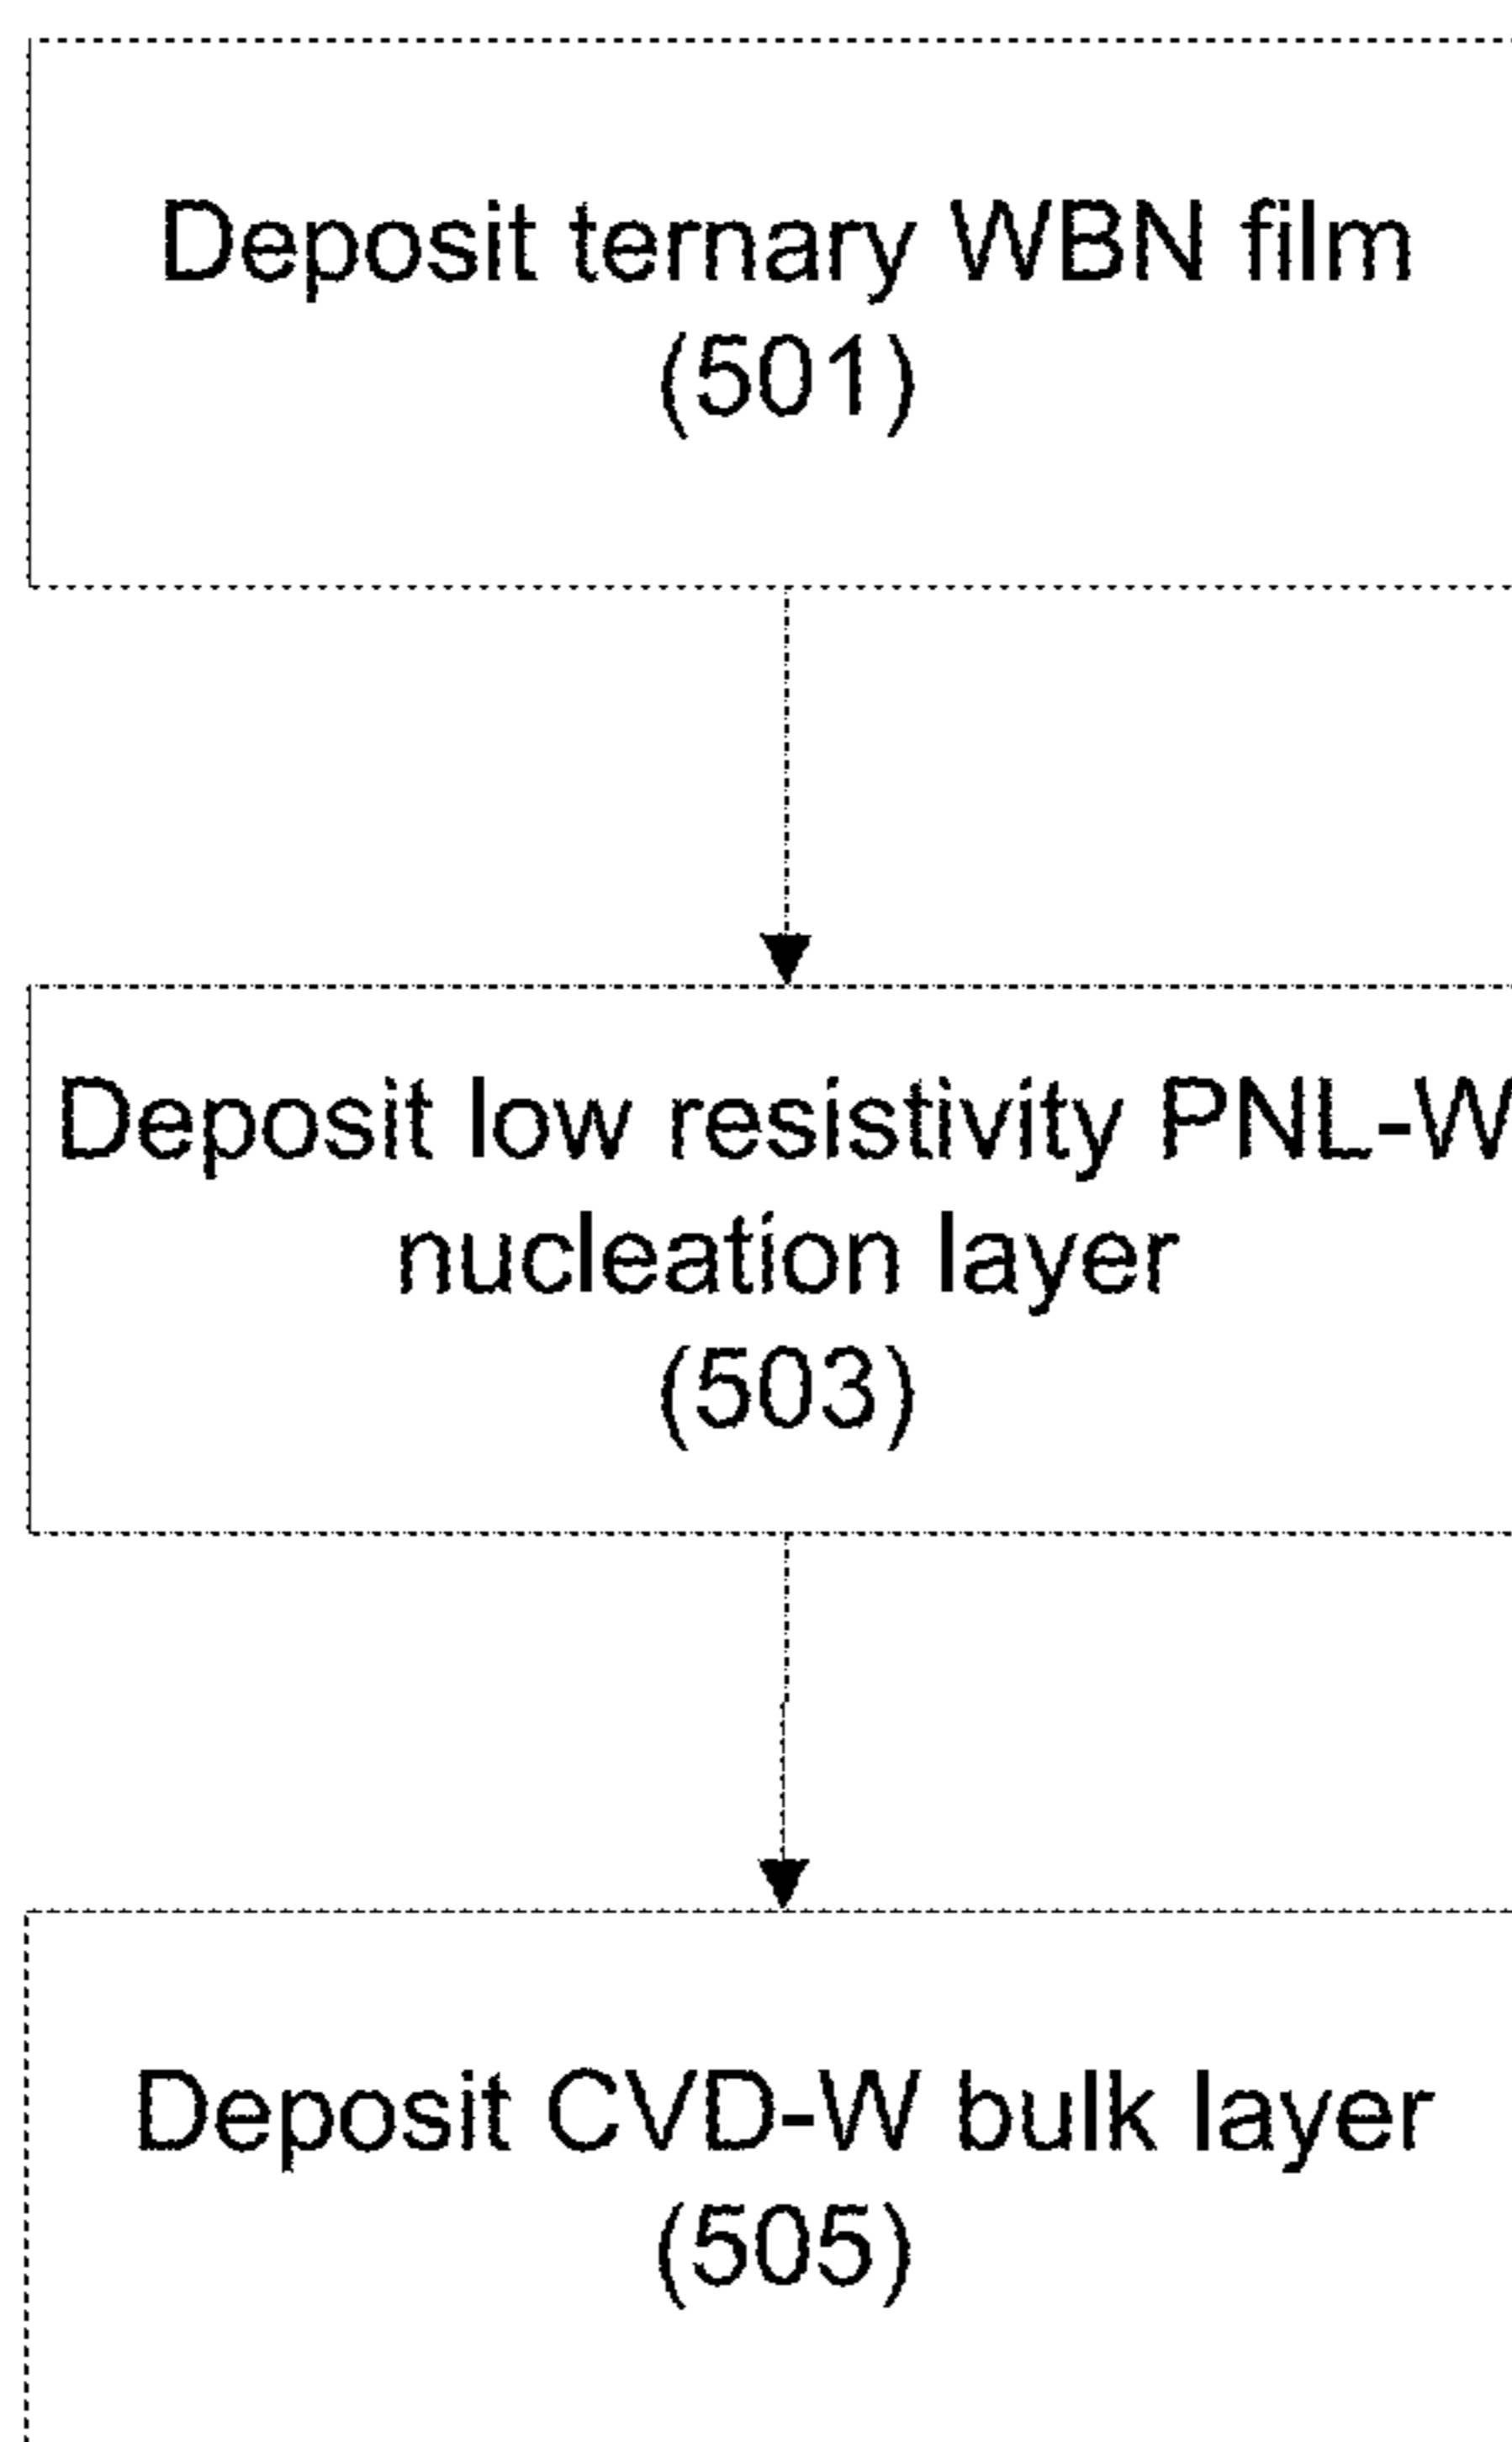 Deposit ternary WBN film
(501)
Deposit low resistivity PNL-W
nucleation layer
(503)
Deposit CVD-W bulk layer
(505)